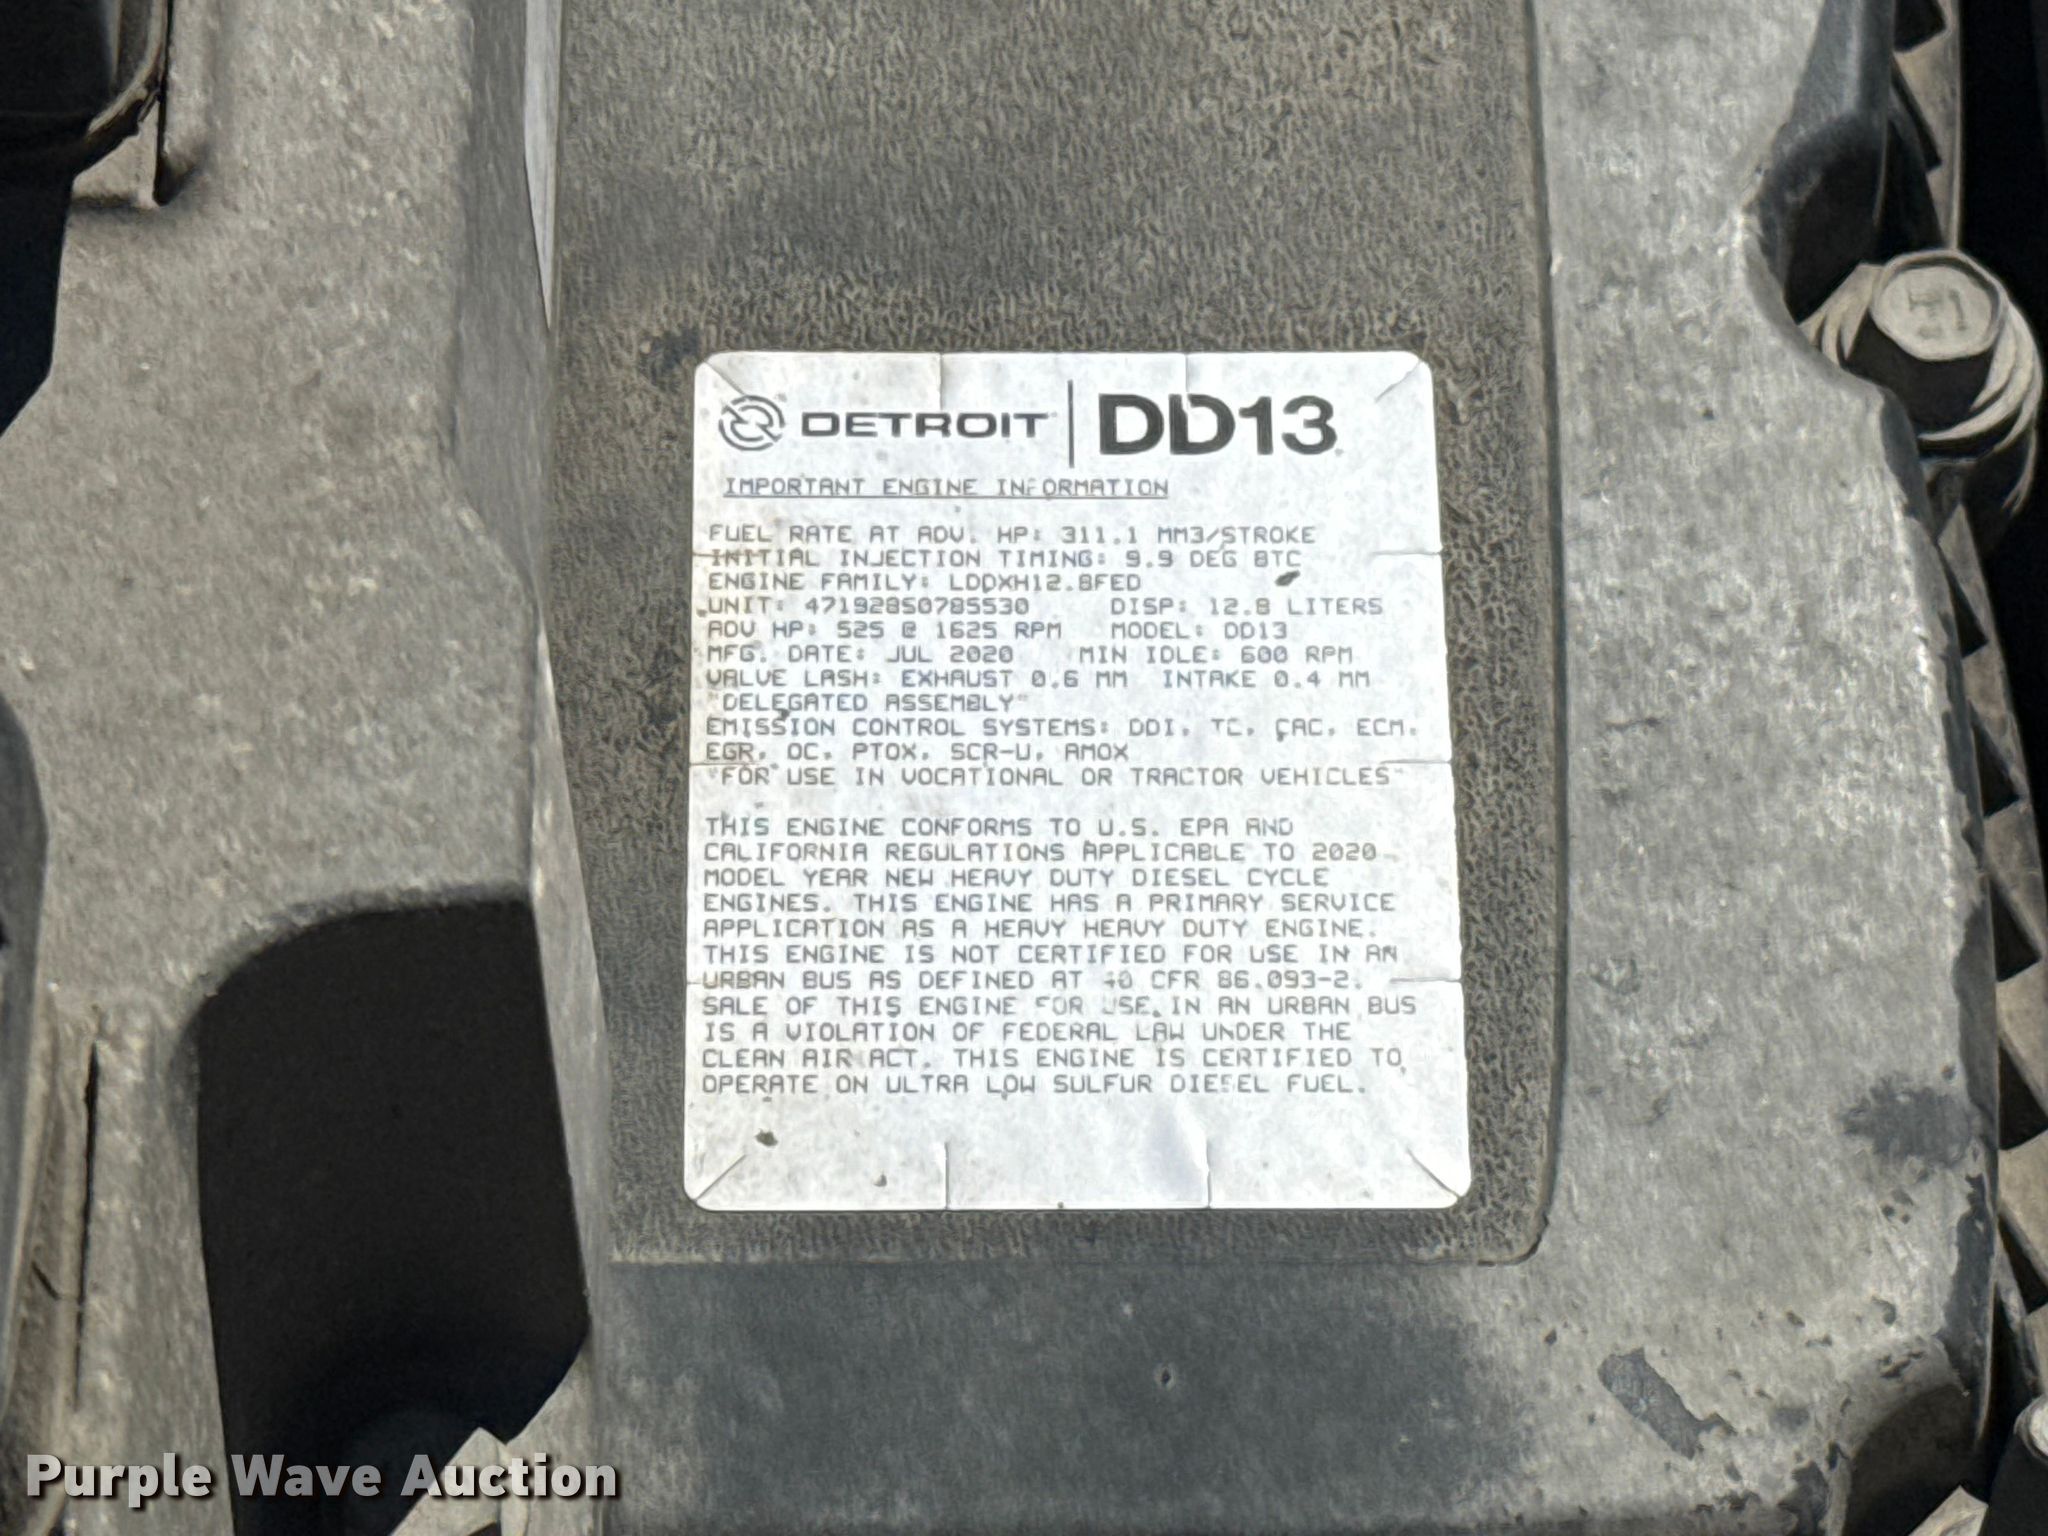 DETROIT | DD13
IMPORTANT ENGINE INFORMATION
FUEL RATE AT ADV. HP: 311.1 MM3/STROKE
INITIAL INJECTION TIMING: 9.9 DEG BTC
ENGINE FAMILY: LDDXH12.8FED
UNIT: 471928S0785530 DISP: 12.8 LITERS
ADV HP: 525 @ 1625 RPM MODEL: DD13
MFG. DATE: JUL 2020 MIN IDLE: 600 RPM
VALVE LASH: EXHAUST 0.6 MM INTAKE 0.4 MM
"DELEGATED ASSEMBLY"
EMISSION CONTROL SYSTEMS: DDI, TC, CAC, ECM,
EGR, OC, PTOX, SCR-U, AMOX
"FOR USE IN VOCATIONAL OR TRACTOR VEHICLES"
THIS ENGINE CONFORMS TO U.S. EPA AND
CALIFORNIA REGULATIONS APPLICABLE TO 2020
MODEL YEAR NEW HEAVY DUTY DIESEL CYCLE
ENGINES. THIS ENGINE HAS A PRIMARY SERVICE
APPLICATION AS A HEAVY HEAVY DUTY ENGINE.
THIS ENGINE IS NOT CERTIFIED FOR USE IN AN
URBAN BUS AS DEFINED AT 40 CFR 86.093-2.
SALE OF THIS ENGINE FOR USE IN AN URBAN BUS
IS A VIOLATION OF FEDERAL LAW UNDER THE
CLEAN AIR ACT. THIS ENGINE IS CERTIFIED TO
OPERATE ON ULTRA LOW SULFUR DIESEL FUEL.
Purple Wave Auction